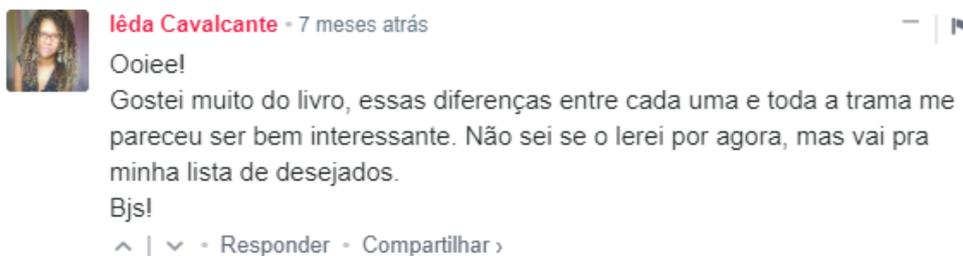 Iêda Cavalcante • 7 meses atrás
Ooiee!
Gostei muito do livro, essas diferenças entre cada uma e toda a trama me
pareceu ser bem interessante. Não sei se o lerei por agora, mas vai pra
minha lista de desejados.
Bjs!
• Responder • Compartilhar ›